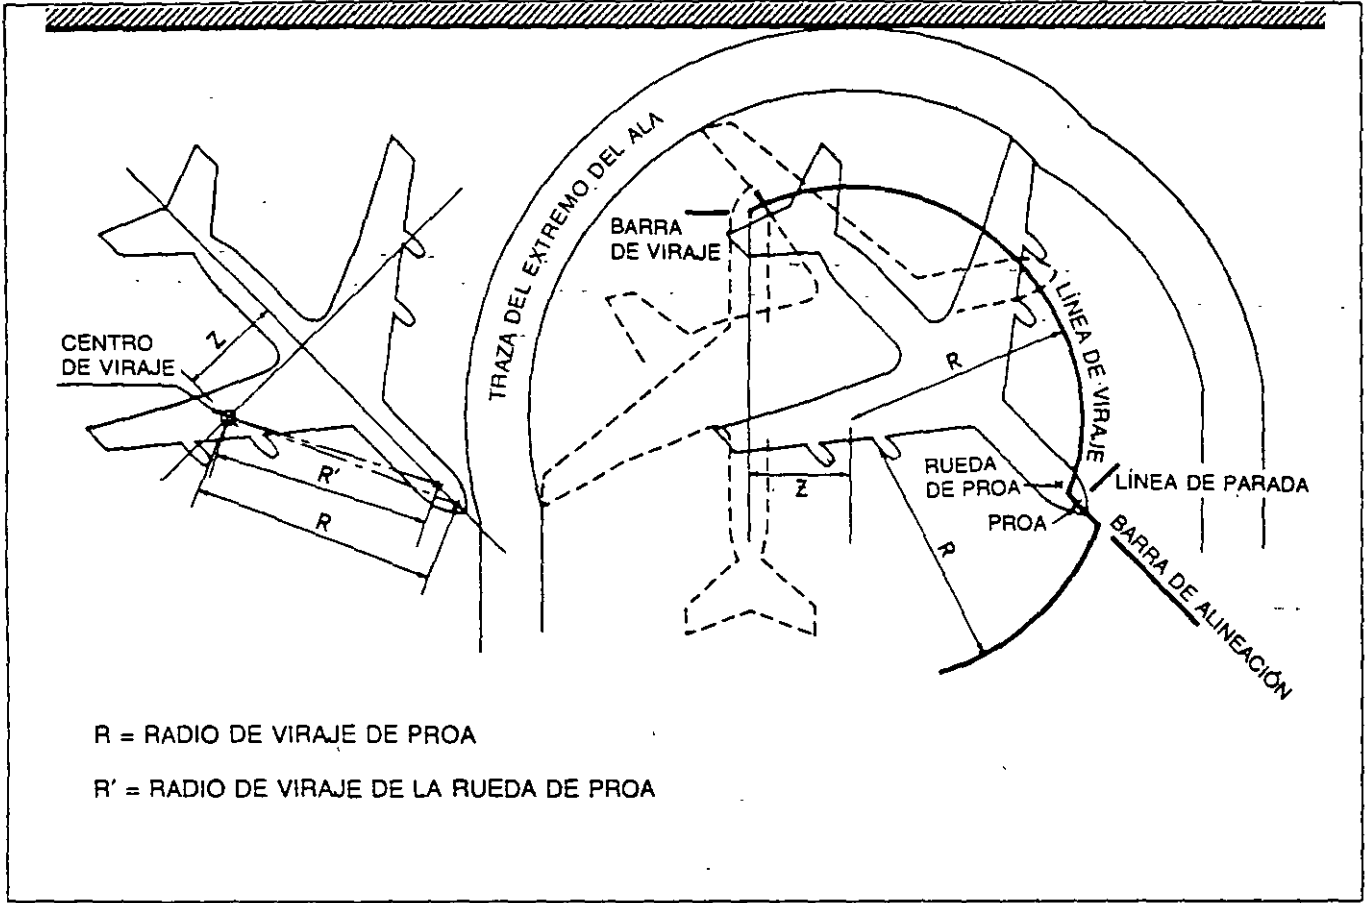 TRAZA DEL EXTREMO DEL ALA
BARRA
DE VIRAJE
CENTRO
DE VIRAJE
Z
R'
R
LÍNEA DE VIRAJE
R
Z
RUEDA
DE PROA
PROA
LÍNEA DE PARADA
R
BARRA DE ALINEACIÓN
R = RADIO DE VIRAJE DE PROA
R' = RADIO DE VIRAJE DE LA RUEDA DE PROA